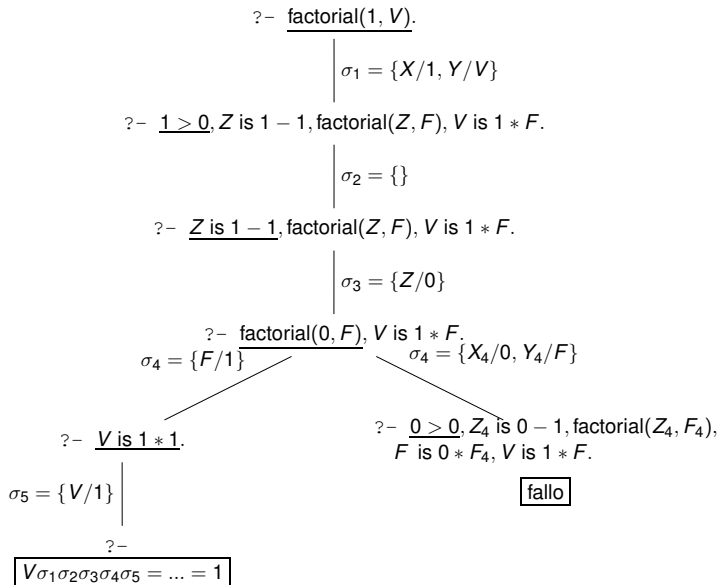 ?- factorial(1, V).
σ₁ = {X/1, Y/V}
?- 1 > 0, Z is 1 − 1, factorial(Z, F), V is 1 ∗ F.
σ₂ = {}
?- Z is 1 − 1, factorial(Z, F), V is 1 ∗ F.
σ₃ = {Z/0}
?- factorial(0, F), V is 1 ∗ F.
σ₄ = {F/1}
σ₄ = {X₄/0, Y₄/F}
?- V is 1 ∗ 1.
?- 0 > 0, Z₄ is 0 − 1, factorial(Z₄, F₄),
F is 0 ∗ F₄, V is 1 ∗ F.
σ₅ = {V/1}
fallo
?-
Vσ₁σ₂σ₃σ₄σ₅ = ... = 1